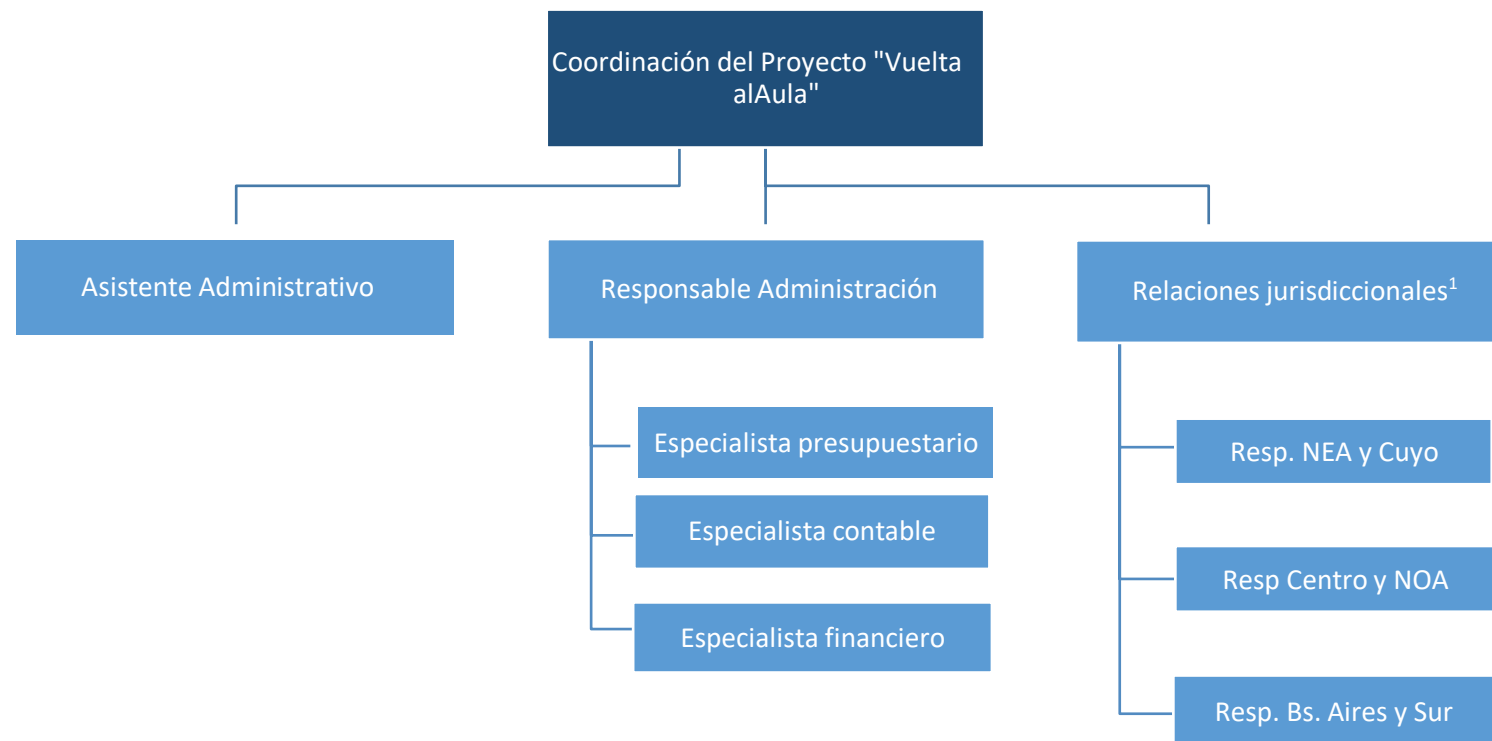 Coordinación del Proyecto "Vuelta
alAula"
Asistente Administrativo
Responsable Administración
Relaciones jurisdiccionales¹
Especialista presupuestario
Resp. NEA y Cuyo
Especialista contable
Resp Centro y NOA
Especialista financiero
Resp. Bs. Aires y Sur